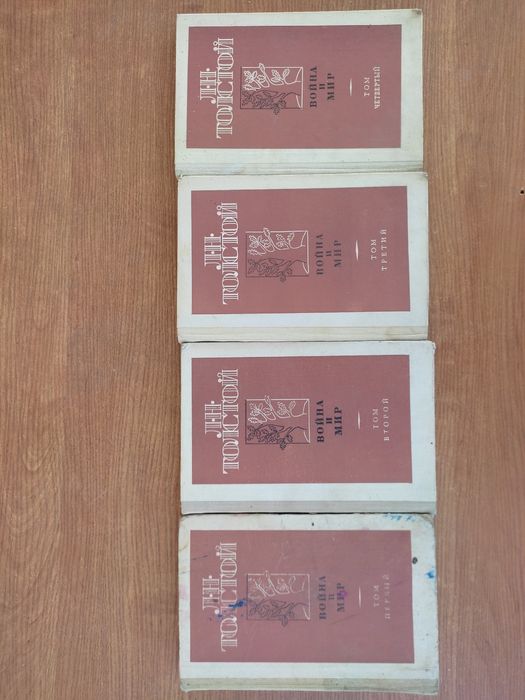 Л·Н·
ТОЛСТОЙ
ВОЙНА
И
МИР
ТОМ
ЧЕТВЕРТЫЙ
Л·Н·
ТОЛСТОЙ
ВОЙНА
И
МИР
ТОМ
ТРЕТИЙ
Л·Н·
ТОЛСТОЙ
ВОЙНА
И
МИР
ТОМ
ВТОРОЙ
Л·Н·
ТОЛСТОЙ
ВОЙНА
И
МИР
ТОМ
ПЕРВЫЙ